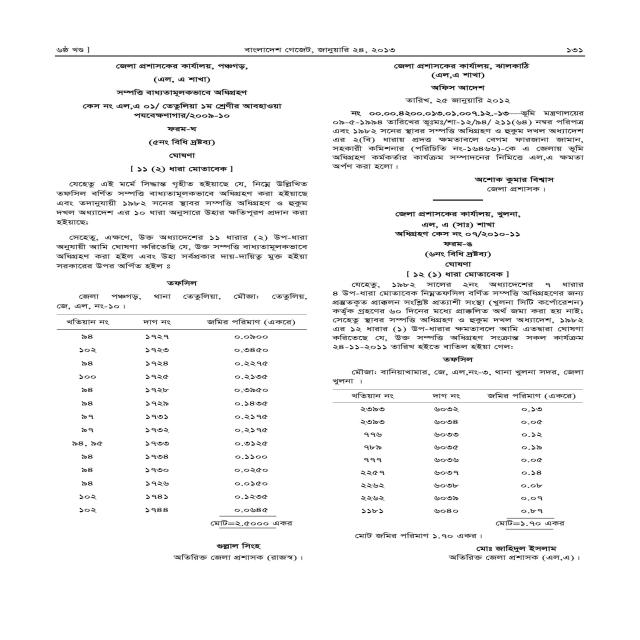 ৬ষ্ঠ খণ্ড ] বাংলাদেশ গেজেট, জানুয়ারি ২৪, ২০১৩ ১৩১
জেলা প্রশাসকের কার্যালয়, পঞ্চগড়,
(এল, এ শাখা)
সম্পত্তি বাধ্যতামূলকভাবে অধিগ্রহণ
কেস নং এল,এ ০১/ তেতুলিয়া ১ম শ্রেণীর আবহাওয়া
পযবেক্ষণাগার/২০০৯-১০
ফরম-ঘ
(৫নং বিধি দ্রষ্টব্য)
ঘোষণা
[ ১১ (২) ধারা মোতাবেক ]
যেহেতু এই মর্মে সিদ্ধান্ত গৃহীত হইয়াছে যে, নিম্নে উল্লিখিত
তফসিল বর্ণিত সম্পত্তি বাধ্যতামূলকভাবে অধিগ্রহণ করা হইয়াছে
এবং তদানুযায়ী ১৯৮২ সনের স্থাবর সম্পত্তি অধিগ্রহণ ও হুকুম
দখল অধ্যাদেশ এর ১০ ধারা অনুসারে উহার ক্ষতিপূরণ প্রদান করা
হইয়াছে;
সেহেতু, এক্ষণে, উক্ত অধ্যাদেশের ১১ ধারার (২) উপ-ধারা
অনুযায়ী আমি ঘোষণা করিতেছি যে, উক্ত সম্পত্তি বাধ্যতামূলকভাবে
অধিগ্রহণ করা হইল এবং উহা সর্বপ্রকার দায়-দায়িত্ব মুক্ত হইয়া
সরকারের উপর অর্পিত হইল ঃ
তফসিল
জেলা পঞ্চগড়, থানা তেতুলিয়া, মৌজা: তেতুলিয়া,
জে, এল, নং-১০।
খতিয়ান নং দাগ নং জমির পরিমাণ (একরে)
৯৪ ১৭২৭ ০.০৯০০
১০২ ১৭২৩ ০.৩৪৫০
৯৪ ১৭২৪ ০.২২৭৫
১০০ ১৭২৫ ০.২১৩৫
৯৪ ১৭২৮ ০.৩৯৫০
৯৪ ১৭২৯ ০.১৪৩৫
৯৭ ১৭৩১ ০.২১৭৫
৯৭ ১৭৩২ ০.২১৭৫
৯৪, ৯৫ ১৭৩৩ ০.৩১২৫
৯৪ ১৭৩৪ ০.১১০০
৯৪ ১৭৩০ ০.০২৫০
৯৪ ১৭২৬ ০.০১৫০
১০২ ১৭৪১ ০.১২৩৫
১০২ ১৭৪৪ ০.০৬৪৫
মোট=২.৫০০০ একর
গুল্লাল সিংহ
অতিরিক্ত জেলা প্রশাসক (রাজস্ব)।
জেলা প্রশাসকের কার্যালয়, ঝালকাঠি
(এল,এ শাখা)
অফিস আদেশ
তারিখ, ২৫ জানুয়ারি ২০১২
নং ০০.০০.৪২০০.০১৩.০১.০০৭.১২.-১৩—ভূমি মন্ত্রণালয়ের
০৯-৫-১৯৯৪ তারিখের ভূঃমঃ/শা-১২/৯৪/ ২১১(৬৪) নম্বর পরিপত্র
এবং ১৯৮২ সনের স্থাবর সম্পত্তি অধিগ্রহণ ও হুকুম দখল অধ্যাদেশ
এর ২(বি) ধারায় প্রদত্ত ক্ষমতাবলে বেগম ফারজানা জামান,
সহকারী কমিশনার (পরিচিতি নং-১৬৪৬৬)-কে এ জেলায় ভূমি
অধিগ্রহণ কর্মকর্তার কার্যক্রম সম্পাদনের নিমিত্তে এল,এ ক্ষমতা
অর্পণ করা হলো।
অশোক কুমার বিশ্বাস
জেলা প্রশাসক।
জেলা প্রশাসকের কার্যালয়, খুলনা,
এল, এ (সাঃ) শাখা
অধিগ্রহণ কেস নং ০৭/২০১০-১১
ফরম-ঙ
(৬নং বিধি দ্রষ্টব্য)
ঘোষণা
[ ১২ (১) ধারা মোতাবেক ]
যেহেতু, ১৯৮২ সালের ২নং অধ্যাদেশের ৭ ধারার
৪ উপ-ধারা মোতাবেক নিম্নতফসিল বর্ণিত সম্পত্তি অধিগ্রহণের জন্য
প্রস্তুতকৃত প্রাক্কলন সংশ্লিষ্ট প্রত্যাশী সংস্থা (খুলনা সিটি কর্পোরেশন)
কর্তৃক গ্রহণের ৬০ দিনের মধ্যে প্রাক্কলিত অর্থ জমা করা হয় নাই;
সেহেতু স্থাবর সম্পত্তি অধিগ্রহণ ও হুকুম দখল অধ্যাদেশ, ১৯৮২
এর ১২ ধারার (১) উপ-ধারার ক্ষমতাবলে আমি এতদ্বারা ঘোষণা
করিতেছে যে, উক্ত সম্পত্তি অধিগ্রহণ সংক্রান্ত সকল কার্যক্রম
২৪-১১-২০১১ তারিখ হইতে বাতিল হইয়া গেল:
তফসিল
মৌজা: বানিয়াখামার, জে, এল,নং-৩, থানা খুলনা সদর, জেলা
খুলনা ।
খতিয়ান নং দাগ নং জমির পরিমাণ (একরে)
২৩৯৩ ৬০৩২ ০.১৩
২৩৯৩ ৬০৩৪ ০.০৫
৭৭৬ ৬০৩৩ ০.১২
৭৮৯ ৬০৩৫ ০.১৯
৭৭৭ ৬০৩৬ ০.০৫
২২৫৭ ৬০৩৭ ০.১৪
২২৬২ ৬০৩৮ ০.০৮
২২৬২ ৬০৩৯ ০.০৭
১১৮১ ৬০৪০ ০.৮৭
মোট=১.৭০ একর
মোট জমির পরিমাণ ১.৭০ একর।
মোঃ জাহিদুল ইসলাম
অতিরিক্ত জেলা প্রশাসক (এল,এ)।